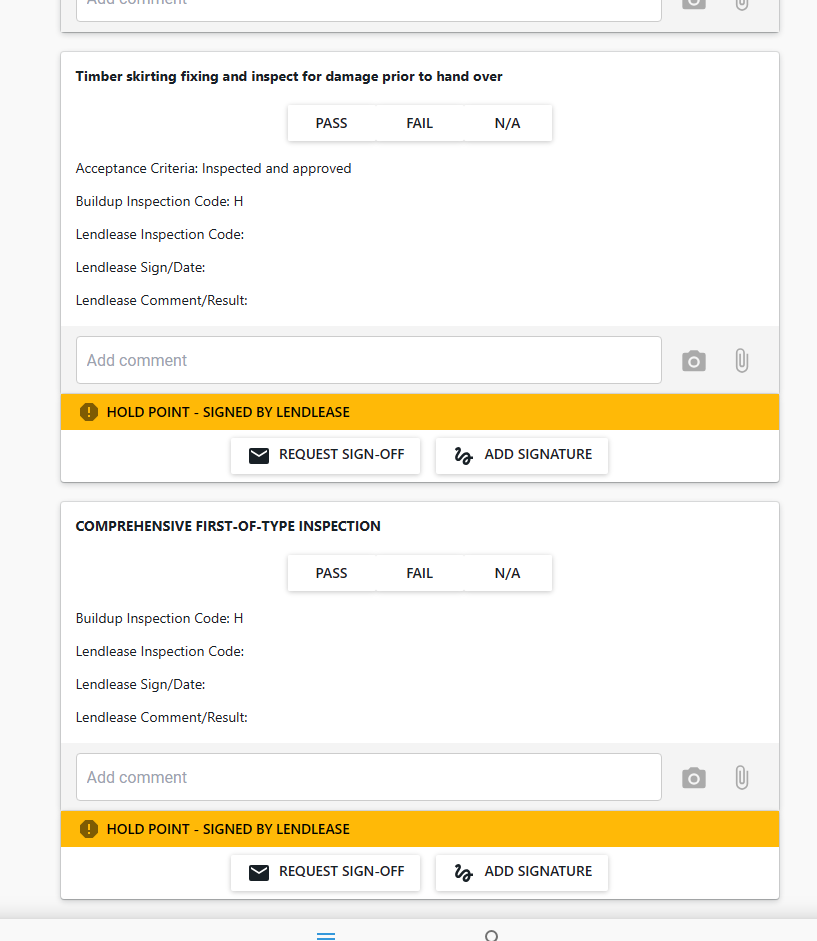 Add comment
Timber skirting fixing and inspect for damage prior to hand over
PASS FAIL N/A
Acceptance Criteria: Inspected and approved
Buildup Inspection Code: H
Lendlease Inspection Code:
Lendlease Sign/Date:
Lendlease Comment/Result:
Add comment
HOLD POINT - SIGNED BY LENDLEASE
REQUEST SIGN-OFF ADD SIGNATURE
COMPREHENSIVE FIRST-OF-TYPE INSPECTION
PASS FAIL N/A
Buildup Inspection Code: H
Lendlease Inspection Code:
Lendlease Sign/Date:
Lendlease Comment/Result:
Add comment
HOLD POINT - SIGNED BY LENDLEASE
REQUEST SIGN-OFF ADD SIGNATURE